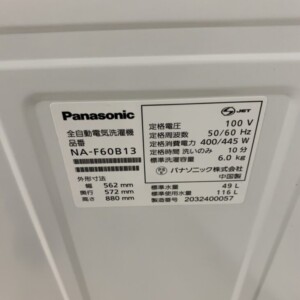 Panasonic
全自動電気洗濯機
品番
NA-F60B13
外形寸法
幅 562 mm
奥行 572 mm
高さ 880 mm
JET
定格電圧 100 V
定格周波数 50/60 Hz
定格消費電力 400/445 W
定格時間 洗いのみ 10 分
標準洗濯容量 6.0 kg
パナソニック株式会社
中国製
標準水量 49 L
標準使用水量 116 L
製造番号 2032400057